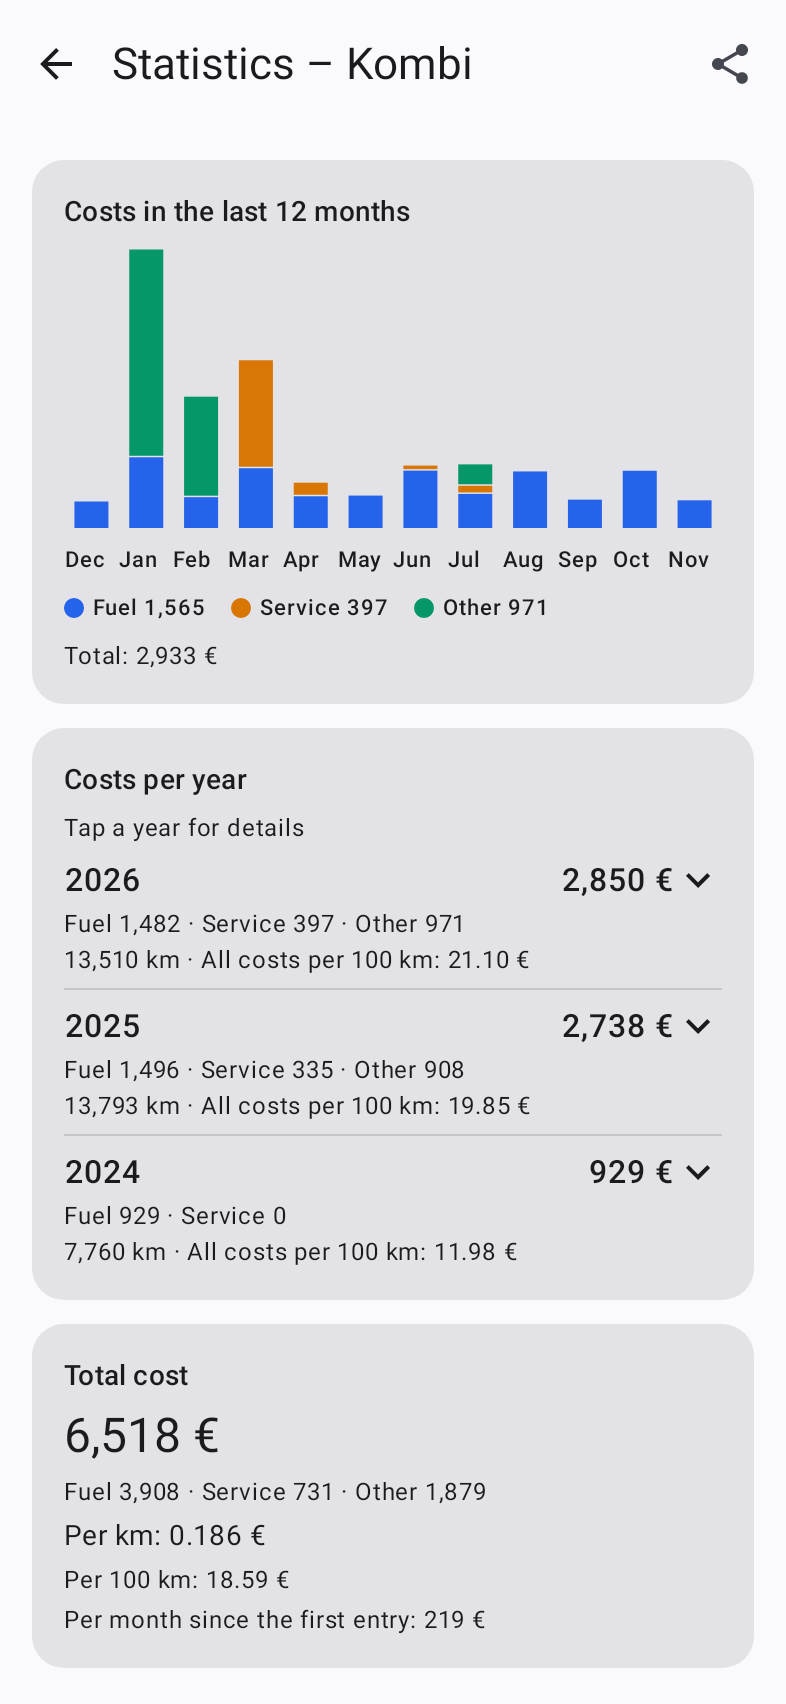 Statistics – Kombi
Costs in the last 12 months
Dec Jan Feb Mar Apr May Jun Jul Aug Sep Oct Nov
Fuel 1,565 Service 397 Other 971
Total: 2,933 €
Costs per year
Tap a year for details
2026 2,850 €
Fuel 1,482 · Service 397 · Other 971
13,510 km · All costs per 100 km: 21.10 €
2025 2,738 €
Fuel 1,496 · Service 335 · Other 908
13,793 km · All costs per 100 km: 19.85 €
2024 929 €
Fuel 929 · Service 0
7,760 km · All costs per 100 km: 11.98 €
Total cost
6,518 €
Fuel 3,908 · Service 731 · Other 1,879
Per km: 0.186 €
Per 100 km: 18.59 €
Per month since the first entry: 219 €